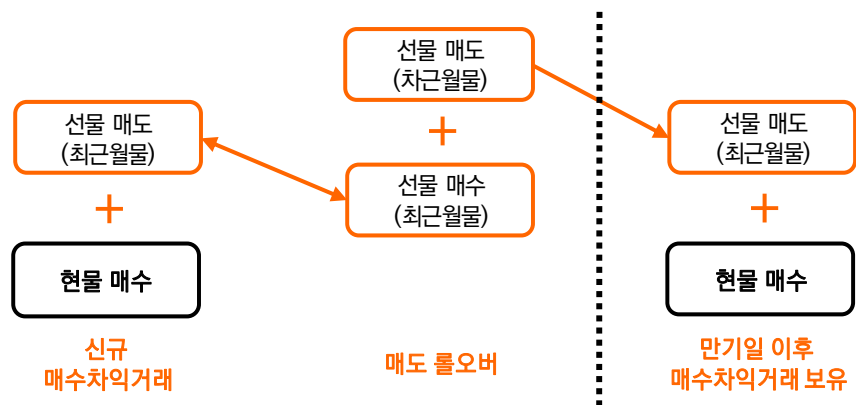 선물 매도
(최근월물)
+
현물 매수
신규
매수차익거래
선물 매도
(차근월물)
+
선물 매수
(최근월물)
매도 롤오버
선물 매도
(최근월물)
+
현물 매수
만기일 이후
매수차익거래 보유